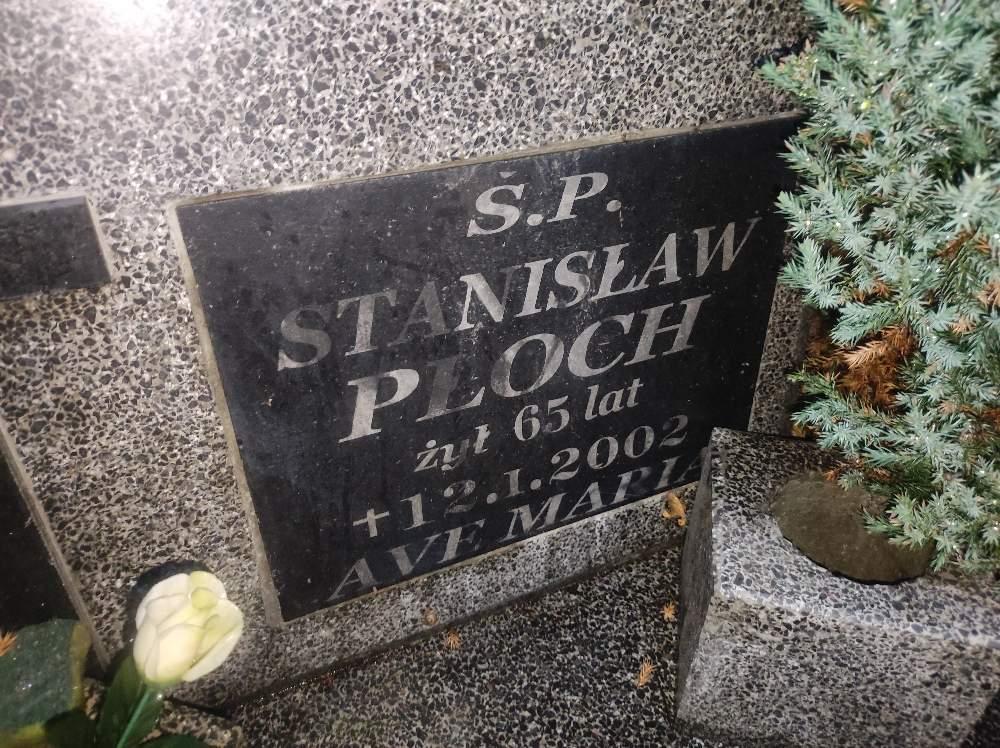 Ś.P.
STANISŁAW
PŁOCH
żył 65 lat
+12.1.2002
AVE MARIA